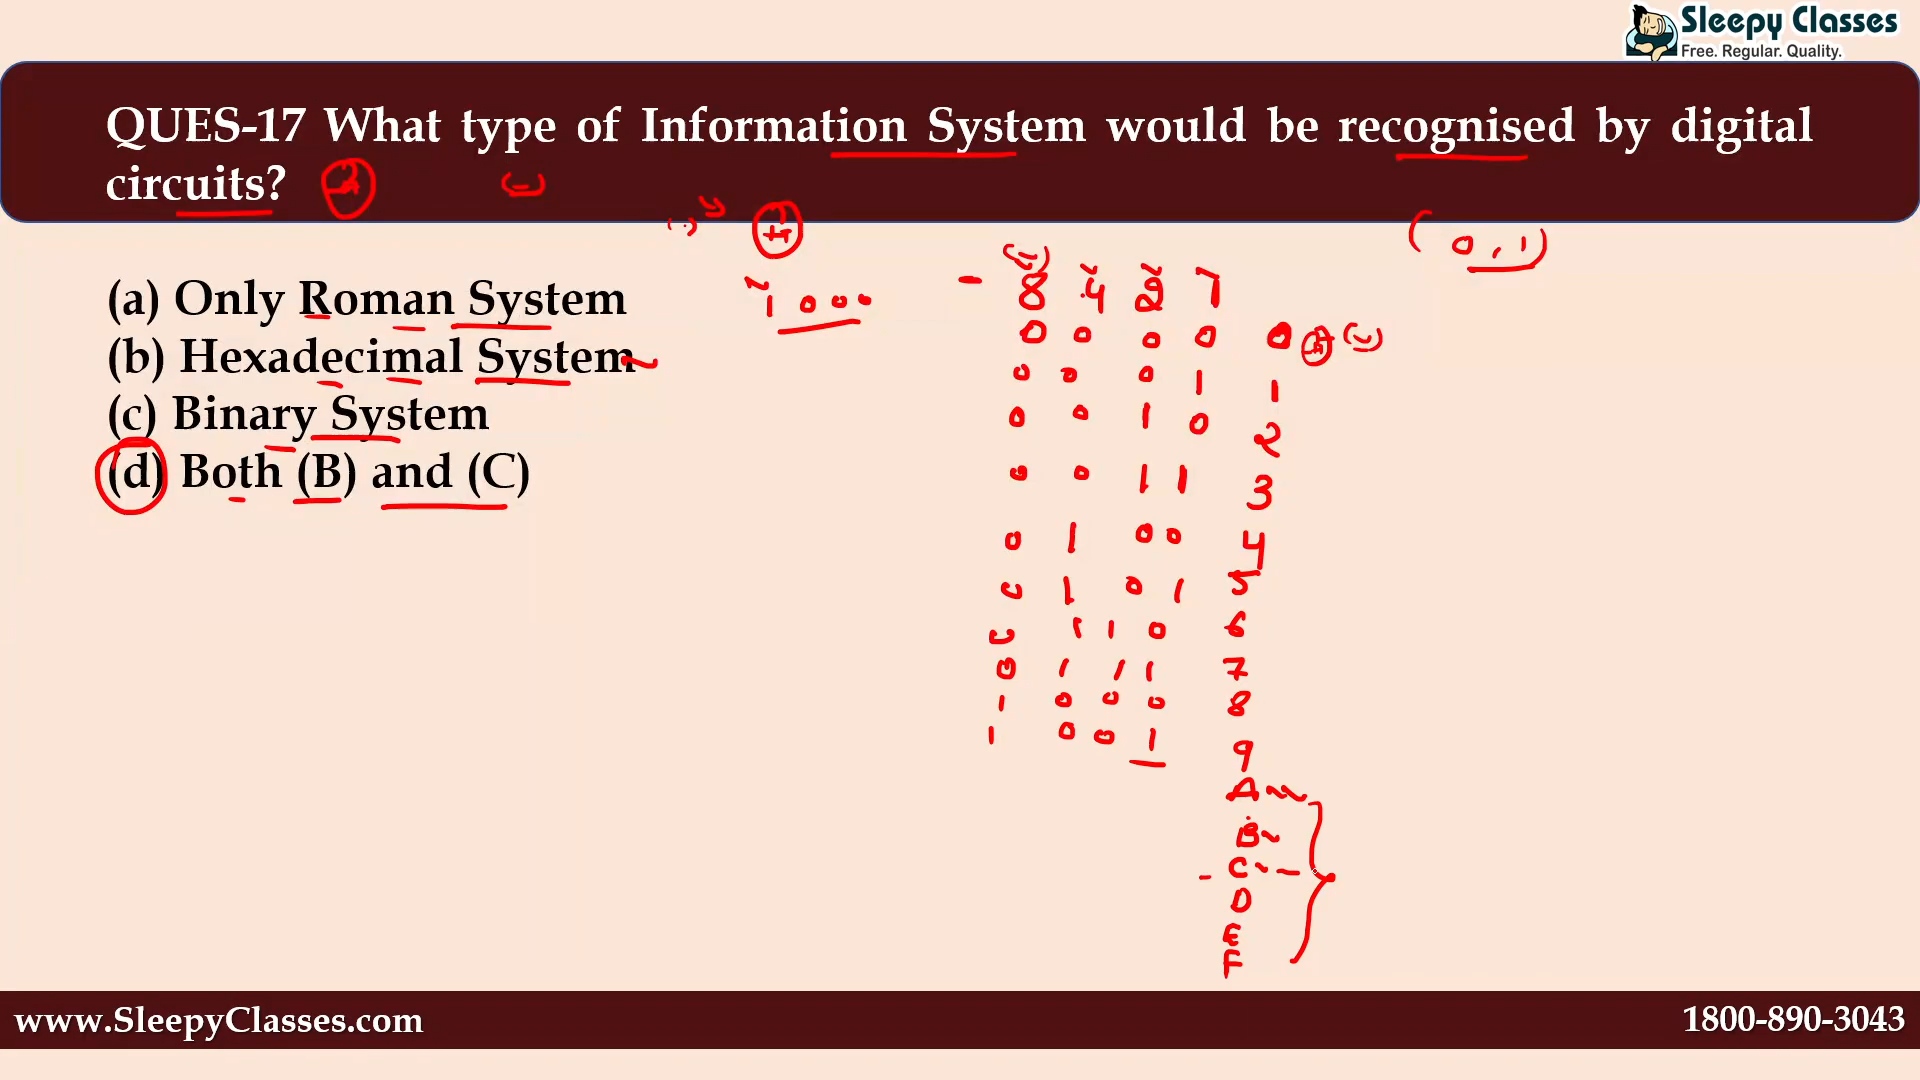 Sleepy Classes
Free. Regular. Quality.
QUES-17 What type of Information System would be recognised by digital
circuits?
(0, 1)
(a) Only Roman System
1 0 0 0
(b) Hexadecimal System
(c) Binary System
(d) Both (B) and (C)
8 4 2 1
0 0 0 0 0
0 0 0 1 1
0 0 1 0 2
0 0 1 1 3
0 1 0 0 4
0 1 0 1 5
0 1 1 0 6
0 1 1 1 7
1 0 0 0 8
1 0 0 1 9
A
B
C
D
E
F
www.SleepyClasses.com
1800-890-3043